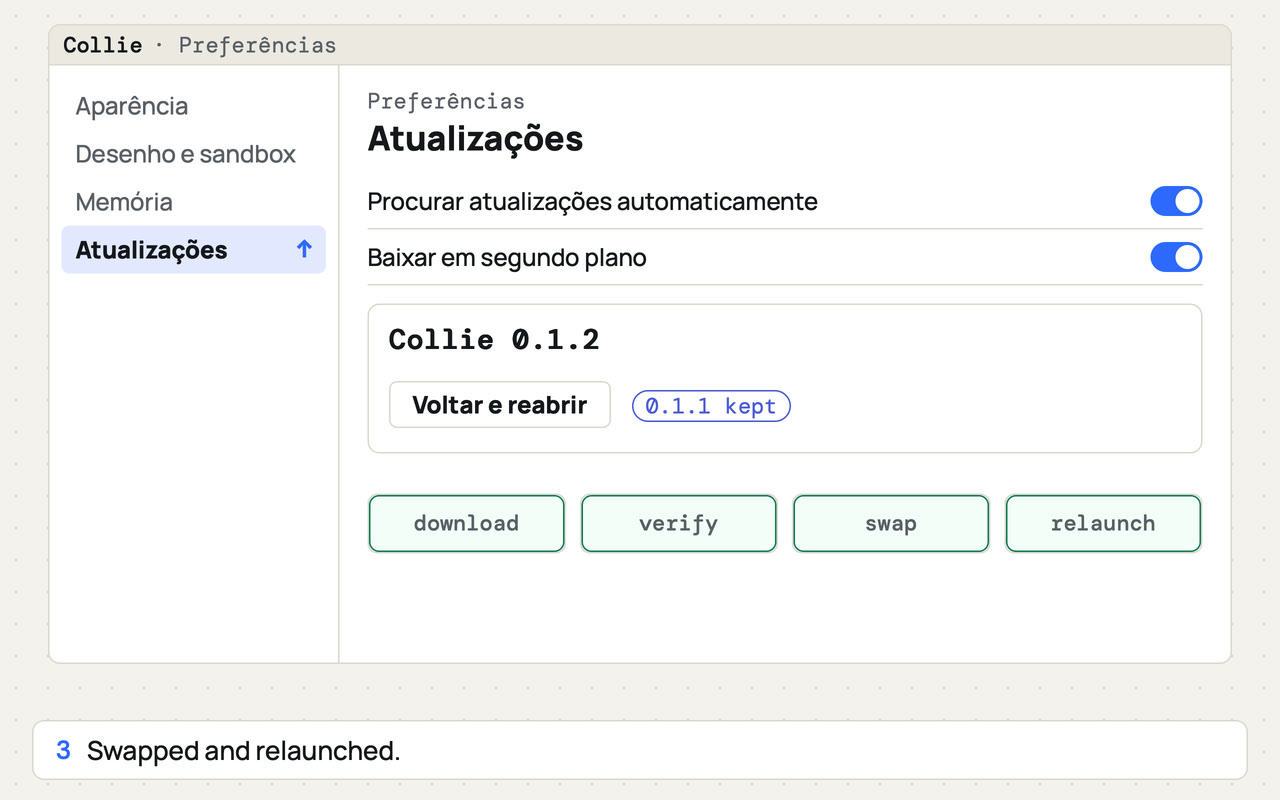 Collie · Preferências
Aparência
Desenho e sandbox
Memória
Atualizações ↑
Preferências
Atualizações
Procurar atualizações automaticamente
Baixar em segundo plano
Collie 0.1.2
Voltar e reabrir 0.1.1 kept
download verify swap relaunch
3 Swapped and relaunched.